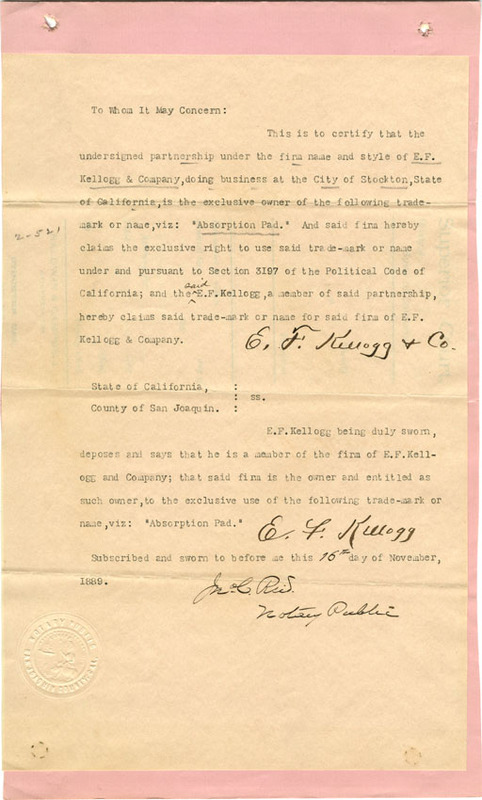 To Whom It May Concern:
This is to certify that the
undersigned partnership under the firm name and style of E.F.
Kellogg & Company,doing business at the City of Stockton,State
of California,is the exclusive owner of the following trade-
mark or name,viz: "Absorption Pad." And said firm hereby
2-521
claims the exclusive right to use said trade-mark or name
under and pursuant to Section 3197 of the Political Code of
said
California; and the E.F.Kellogg,a member of said partnership,
hereby claims said trade-mark or name for said firm of E.F.
Kellogg & Company.
E. F. Kellogg & Co.
State of California, :
: ss.
County of San Joaquin. :
E.F.Kellogg being duly sworn,
deposes and says that he is a member of the firm of E.F.Kell-
ogg and Company; that said firm is the owner and entitled as
such owner,to the exclusive use of the following trade-mark or
name,viz: "Absorption Pad."
E. F. Kellogg
Subscribed and sworn to before me this 16th day of November,
1889.
Jno C Reid.
Notary Public
NOTARY PUBLIC